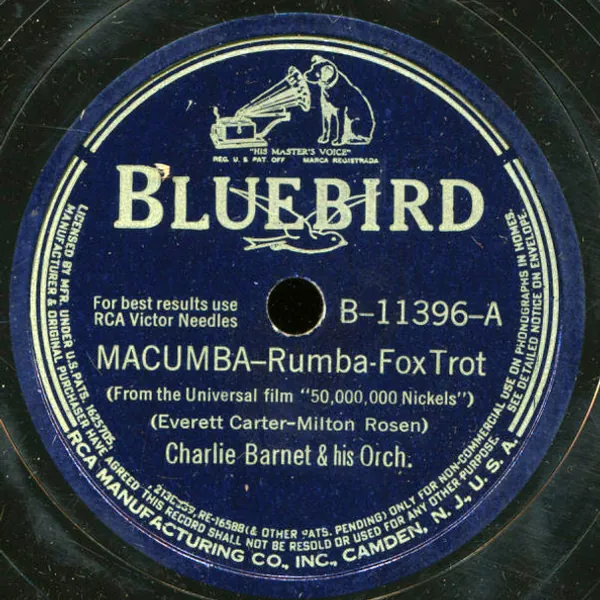 "HIS MASTER'S VOICE"
REG. U. S. PAT. OFF MARCA REGISTRADA
BLUEBIRD
For best results use
RCA Victor Needles
B-11396-A
MACUMBA-Rumba-Fox Trot
(From the Universal film "50,000,000 Nickels")
(Everett Carter-Milton Rosen)
Charlie Barnet & his Orch.
LICENSED BY MFR. UNDER U.S. PATS. 1625705,
RE-16588 (& OTHER PATS. PENDING) ONLY FOR NON-COMMERCIAL USE ON PHONOGRAPHS IN HOMES.
MANUFACTURER & ORIGINAL PURCHASER HAVE AGREED THIS RECORD SHALL NOT BE RESOLD OR USED FOR ANY OTHER PURPOSE. SEE DETAILED NOTICE ON ENVELOPE.
RCA MANUFACTURING CO., INC., CAMDEN, N. J., U. S. A.